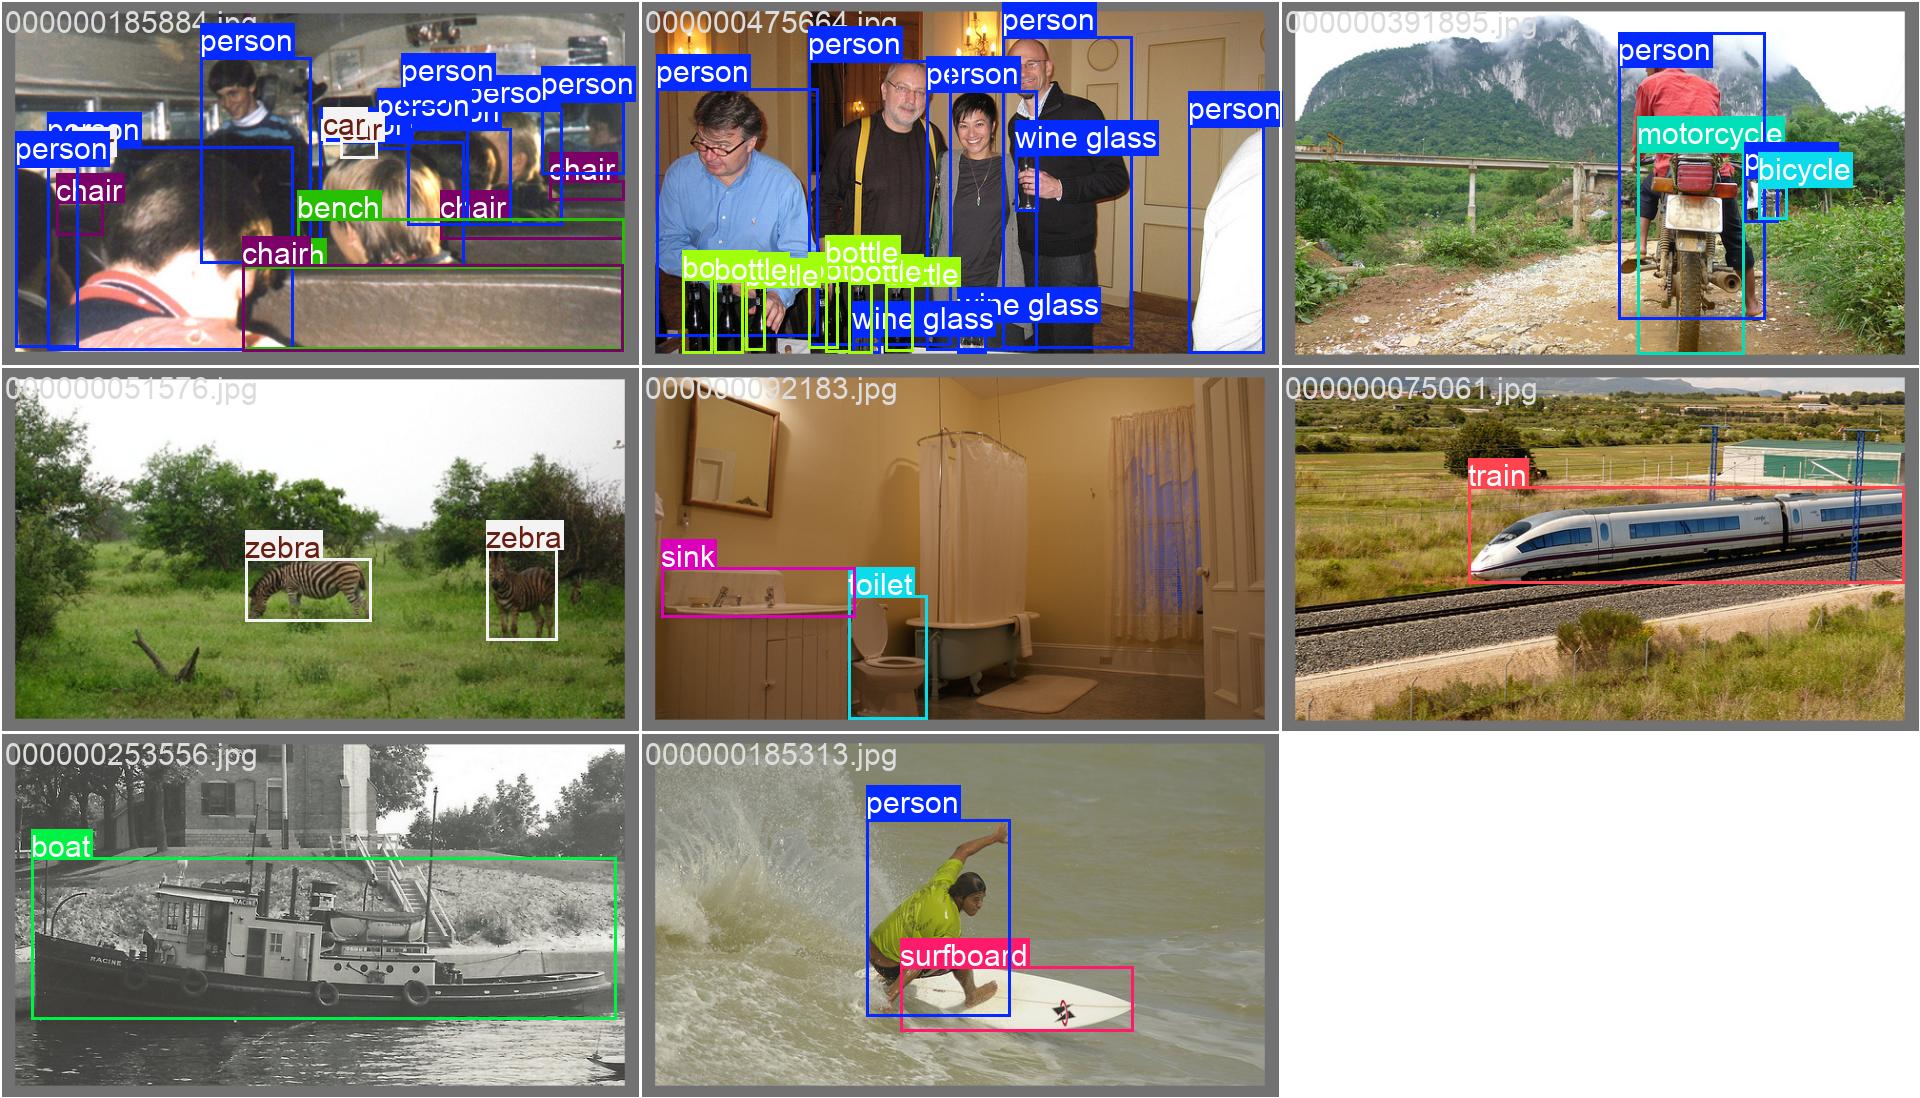 000000185884.jpg
person
person
person
person
person
person
person
car
chair
chair
chair
chair
bench
000000475664.jpg
person
person
person
person
person
wine glass
wine glass
wine glass
bottle
bottle
bottle
000000391895.jpg
person
motorcycle
bicycle
000000051576.jpg
zebra
zebra
000000092183.jpg
sink
toilet
000000075061.jpg
train
000000253556.jpg
boat
RACINE
RACINE
000000185313.jpg
person
surfboard